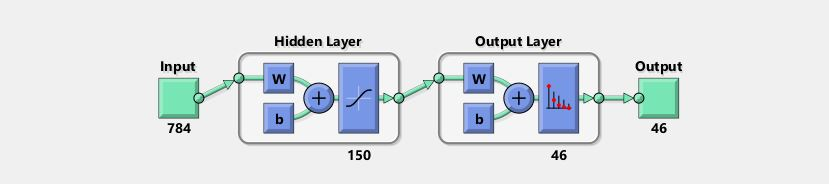 Hidden Layer
Output Layer
Input
Output
W
W
+
+
b
b
784
46
150
46